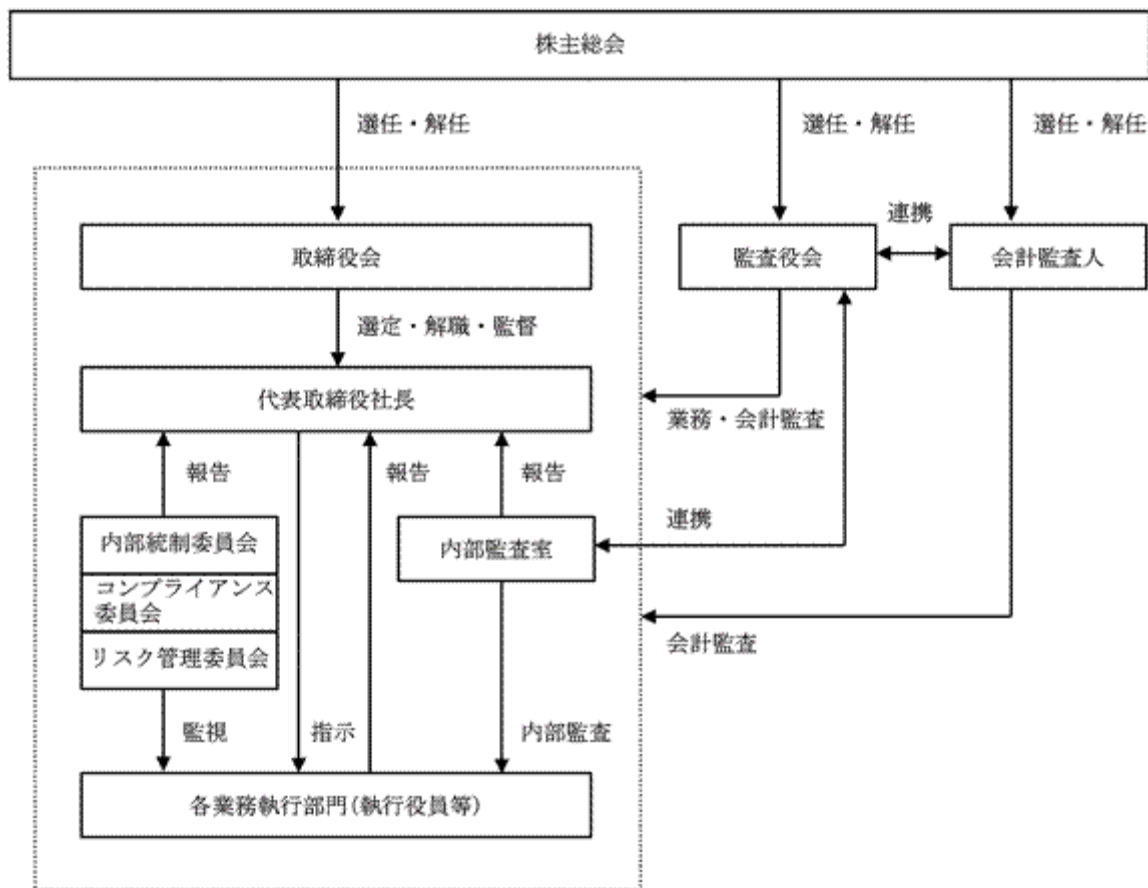 株主総会
選任・解任
選任・解任
選任・解任
取締役会
監査役会
連携
会計監査人
選定・解職・監督
代表取締役社長
業務・会計監査
報告
報告
報告
内部統制委員会
コンプライアンス
委員会
リスク管理委員会
内部監査室
連携
会計監査
監視
指示
内部監査
各業務執行部門(執行役員等)